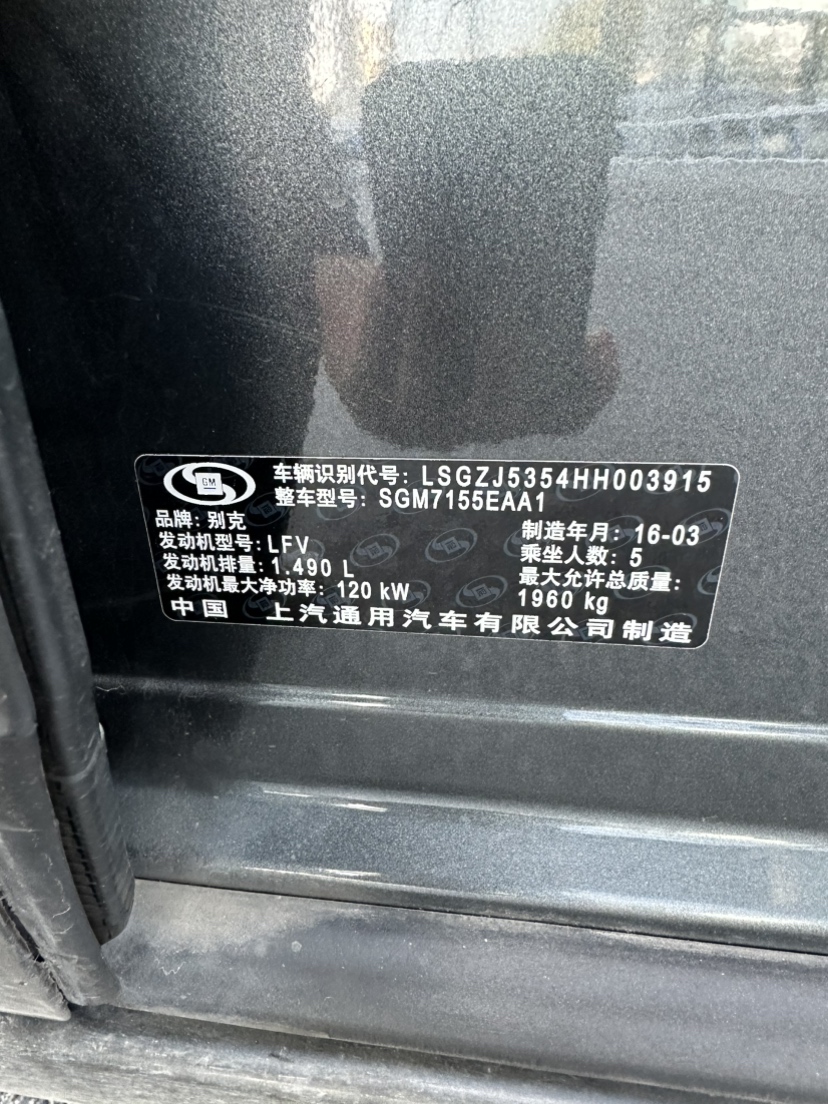 GM
车辆识别代号: LSGZJ5354HH003915
整车型号: SGM7155EAA1
品牌: 别克
制造年月: 16-03
发动机型号: LFV
乘坐人数: 5
发动机排量: 1.490 L
最大允许总质量:
发动机最大净功率: 120 kW
1960 kg
中国 上汽通用汽车有限公司制造